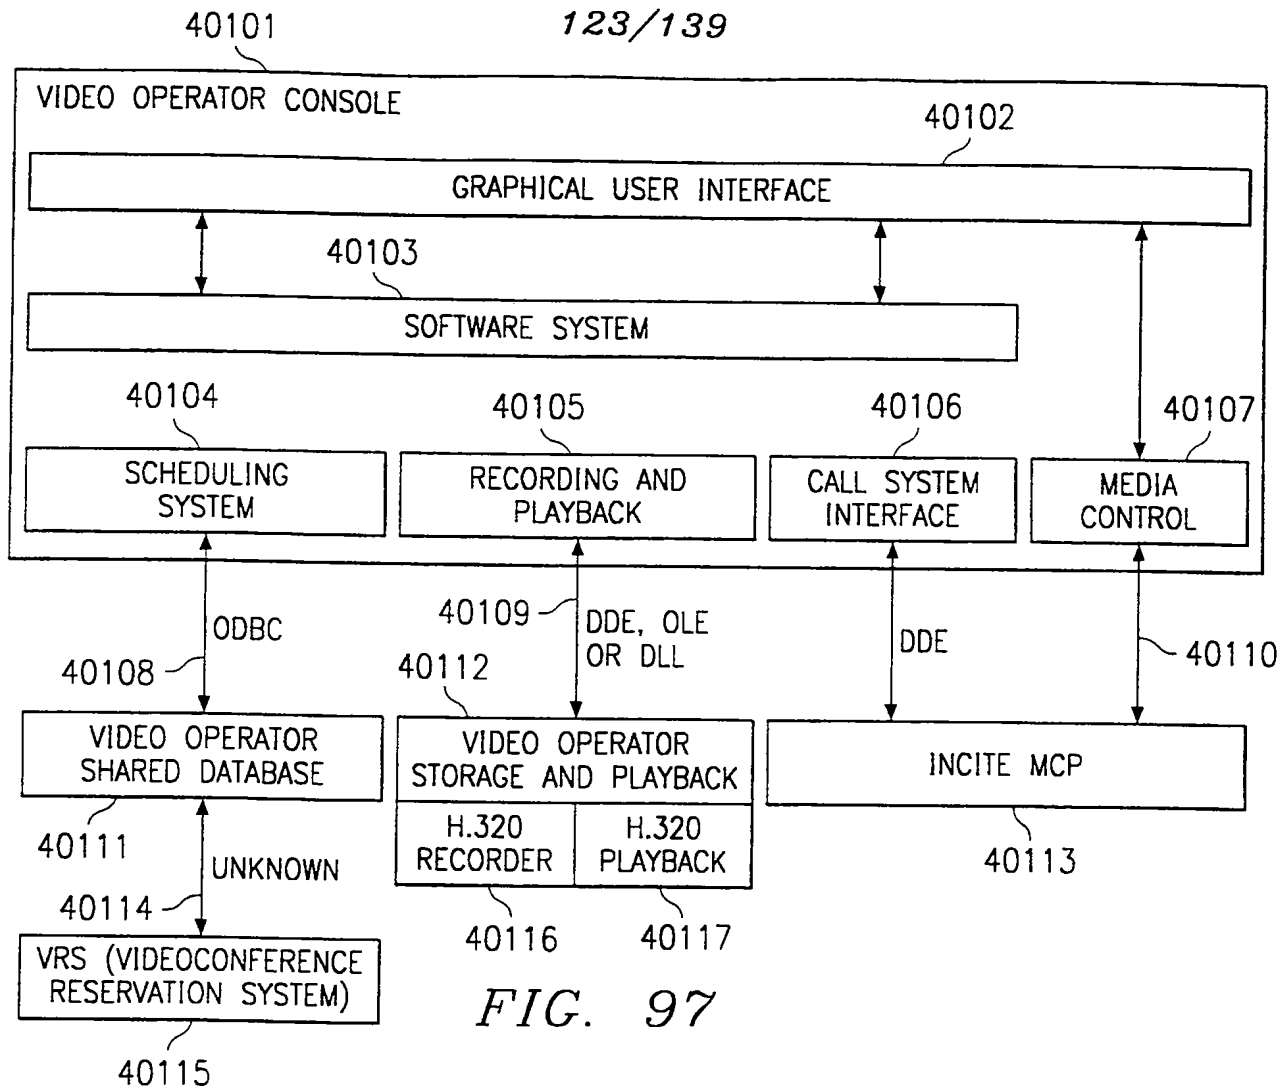 123/139
40101
VIDEO OPERATOR CONSOLE
40102
GRAPHICAL USER INTERFACE
40103
SOFTWARE SYSTEM
40104
40105
40106
40107
SCHEDULING
SYSTEM
RECORDING AND
PLAYBACK
CALL SYSTEM
INTERFACE
MEDIA
CONTROL
40108
ODBC
40109
DDE, OLE
OR DLL
DDE
40110
40112
VIDEO OPERATOR
SHARED DATABASE
VIDEO OPERATOR
STORAGE AND PLAYBACK
INCITE MCP
H.320
RECORDER
H.320
PLAYBACK
40111
40113
UNKNOWN
40114
40116
40117
VRS (VIDEOCONFERENCE
RESERVATION SYSTEM)
40115
FIG. 97